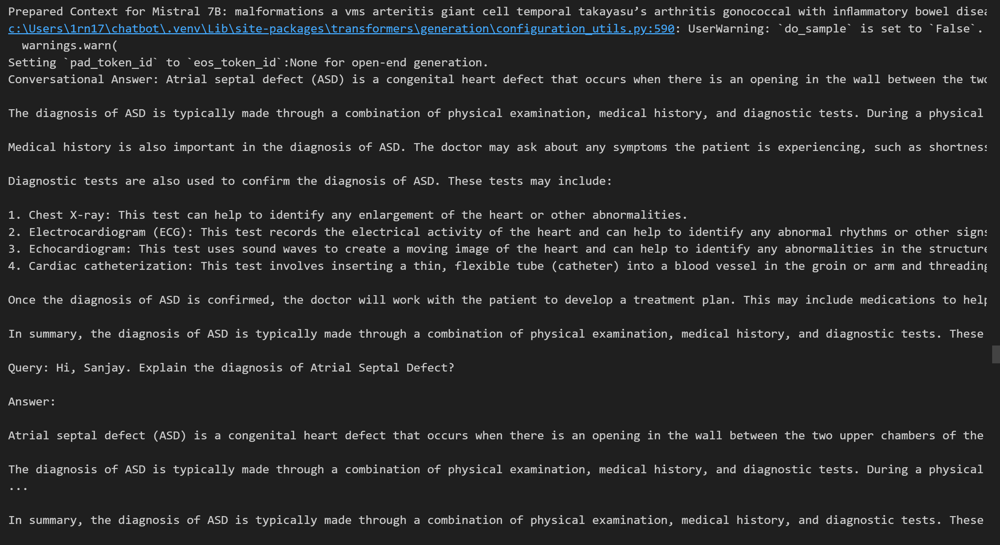 Prepared Context for Mistral 7B: malformations a vms arteritis giant cell temporal takayasu’s arthritis gonococcal with inflammatory bowel
c:\Users\1rn17\chatbot\.venv\Lib\site-packages\transformers\generation\configuration_utils.py:590: UserWarning: `do_sample` is set to `False`.
warnings.warn(
Setting `pad_token_id` to `eos_token_id`:None for open-end generation.
Conversational Answer: Atrial septal defect (ASD) is a congenital heart defect that occurs when there is an opening in the wall between the two
The diagnosis of ASD is typically made through a combination of physical examination, medical history, and diagnostic tests. During a physical
Medical history is also important in the diagnosis of ASD. The doctor may ask about any symptoms the patient is experiencing, such as shortness
Diagnostic tests are also used to confirm the diagnosis of ASD. These tests may include:
1. Chest X-ray: This test can help to identify any enlargement of the heart or other abnormalities.
2. Electrocardiogram (ECG): This test records the electrical activity of the heart and can help to identify any abnormal rhythms or other signs
3. Echocardiogram: This test uses sound waves to create a moving image of the heart and can help to identify any abnormalities in the structure
4. Cardiac catheterization: This test involves inserting a thin, flexible tube (catheter) into a blood vessel in the groin or arm and threading
Once the diagnosis of ASD is confirmed, the doctor will work with the patient to develop a treatment plan. This may include medications to help
In summary, the diagnosis of ASD is typically made through a combination of physical examination, medical history, and diagnostic tests. These
Query: Hi, Sanjay. Explain the diagnosis of Atrial Septal Defect?
Answer:
Atrial septal defect (ASD) is a congenital heart defect that occurs when there is an opening in the wall between the two upper chambers of the
The diagnosis of ASD is typically made through a combination of physical examination, medical history, and diagnostic tests. During a physical
...
In summary, the diagnosis of ASD is typically made through a combination of physical examination, medical history, and diagnostic tests. These